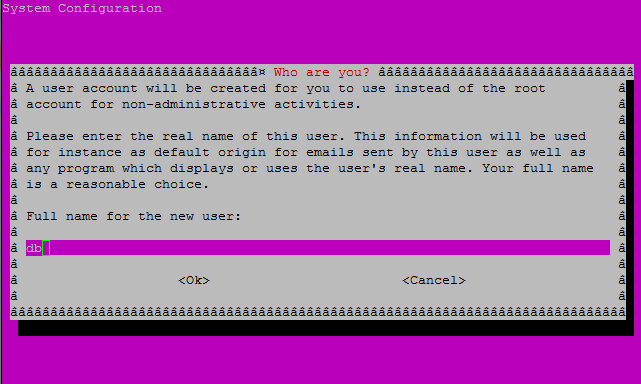 System Configuration
Who are you?
A user account will be created for you to use instead of the root
account for non-administrative activities.
Please enter the real name of this user. This information will be used
for instance as default origin for emails sent by this user as well as
any program which displays or uses the user's real name. Your full name
is a reasonable choice.
Full name for the new user:
db
<Ok> <Cancel>